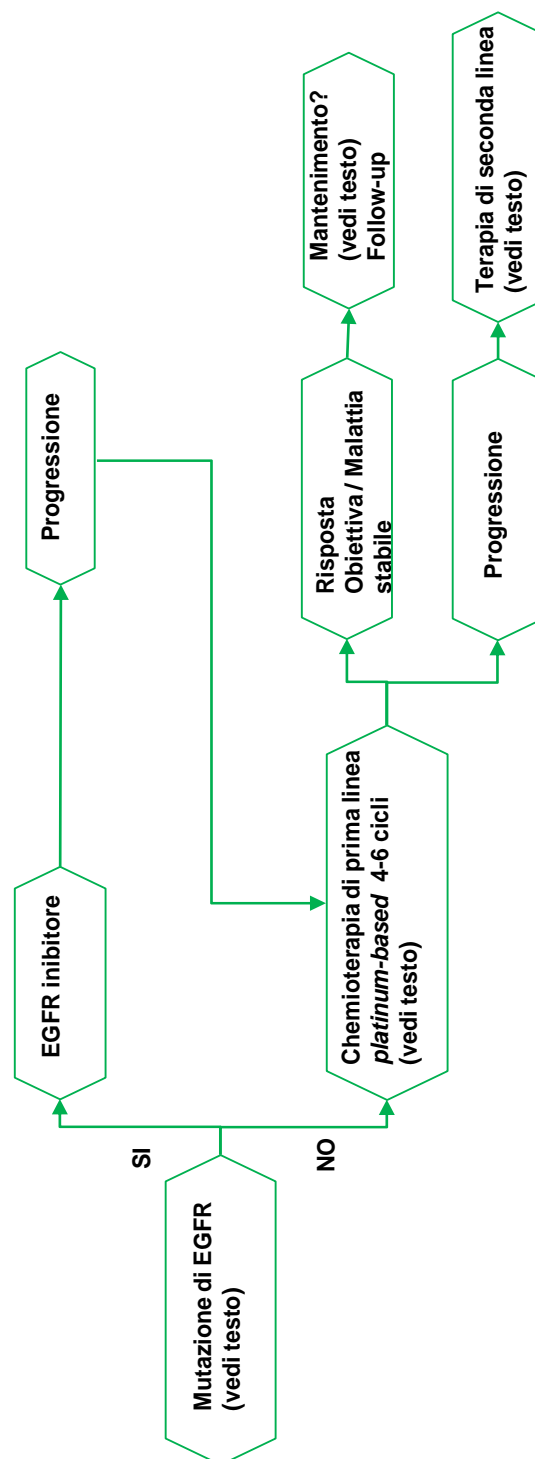 Mutazione di EGFR
(vedi testo)
SI
NO
EGFR inibitore
Progressione
Chemioterapia di prima linea
platinum-based 4-6 cicli
(vedi testo)
Risposta
Obiettiva / Malattia
stabile
Mantenimento?
(vedi testo)
Follow-up
Progressione
Terapia di seconda linea
(vedi testo)